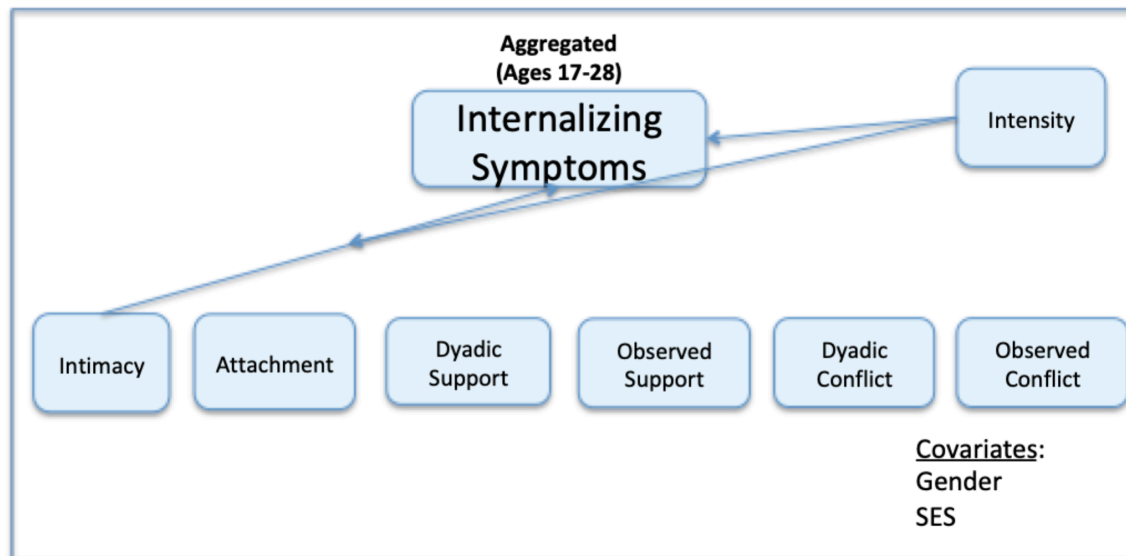 Aggregated
(Ages 17-28)
Internalizing
Symptoms
Intensity
Intimacy
Attachment
Dyadic
Support
Observed
Support
Dyadic
Conflict
Observed
Conflict
Covariates:
Gender
SES